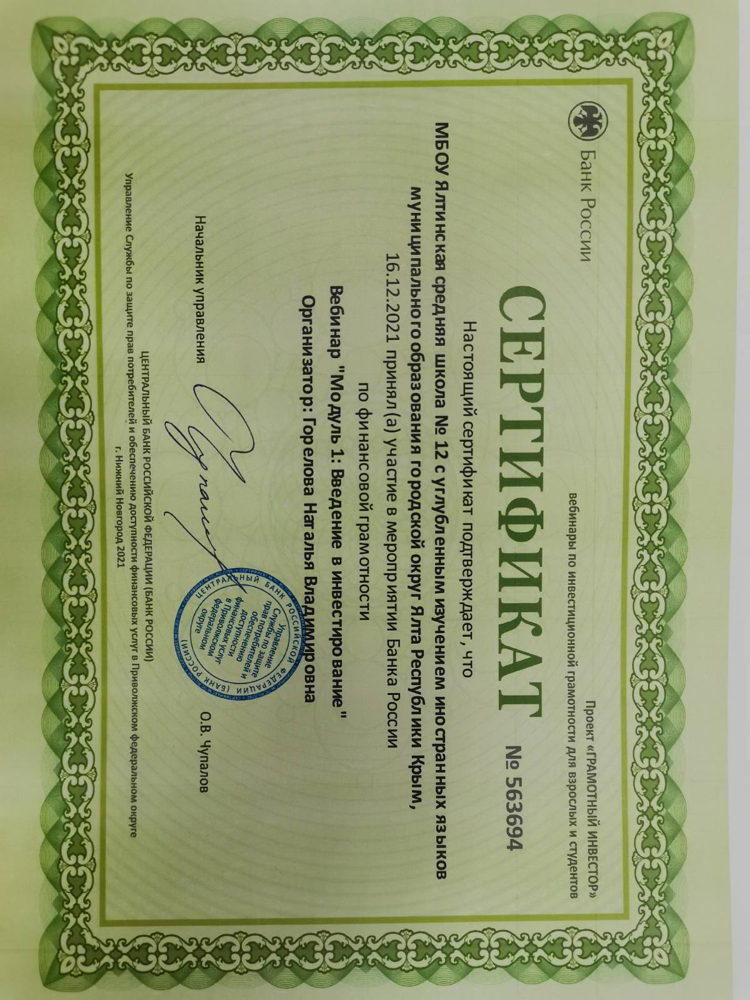 Банк России
Проект «ГРАМОТНЫЙ ИНВЕСТОР»
вебинары по инвестиционной грамотности для взрослых и студентов
СЕРТИФИКАТ № 563694
Настоящий сертификат подтверждает, что
МБОУ Ялтинская средняя школа № 12 с углубленным изучением иностранных языков
муниципального образования городской округ Ялта Республики Крым,
16.12.2021 принял(а) участие в мероприятии Банка России
по финансовой грамотности
Вебинар "Модуль 1: Введение в инвестирование"
Организатор: Горелова Наталья Владимировна
Начальник управления
О.В. Чупалов
ЦЕНТРАЛЬНЫЙ БАНК РОССИЙСКОЙ ФЕДЕРАЦИИ (БАНК РОССИИ)
Управление
Службы по защите
прав потребителей и
обеспечению
доступности
финансовых услуг
в Приволжском
федеральном
округе
ЦЕНТРАЛЬНЫЙ БАНК РОССИЙСКОЙ ФЕДЕРАЦИИ (БАНК РОССИИ)
Управление Службы по защите прав потребителей и обеспечению доступности финансовых услуг в Приволжском федеральном округе
г. Нижний Новгород 2021